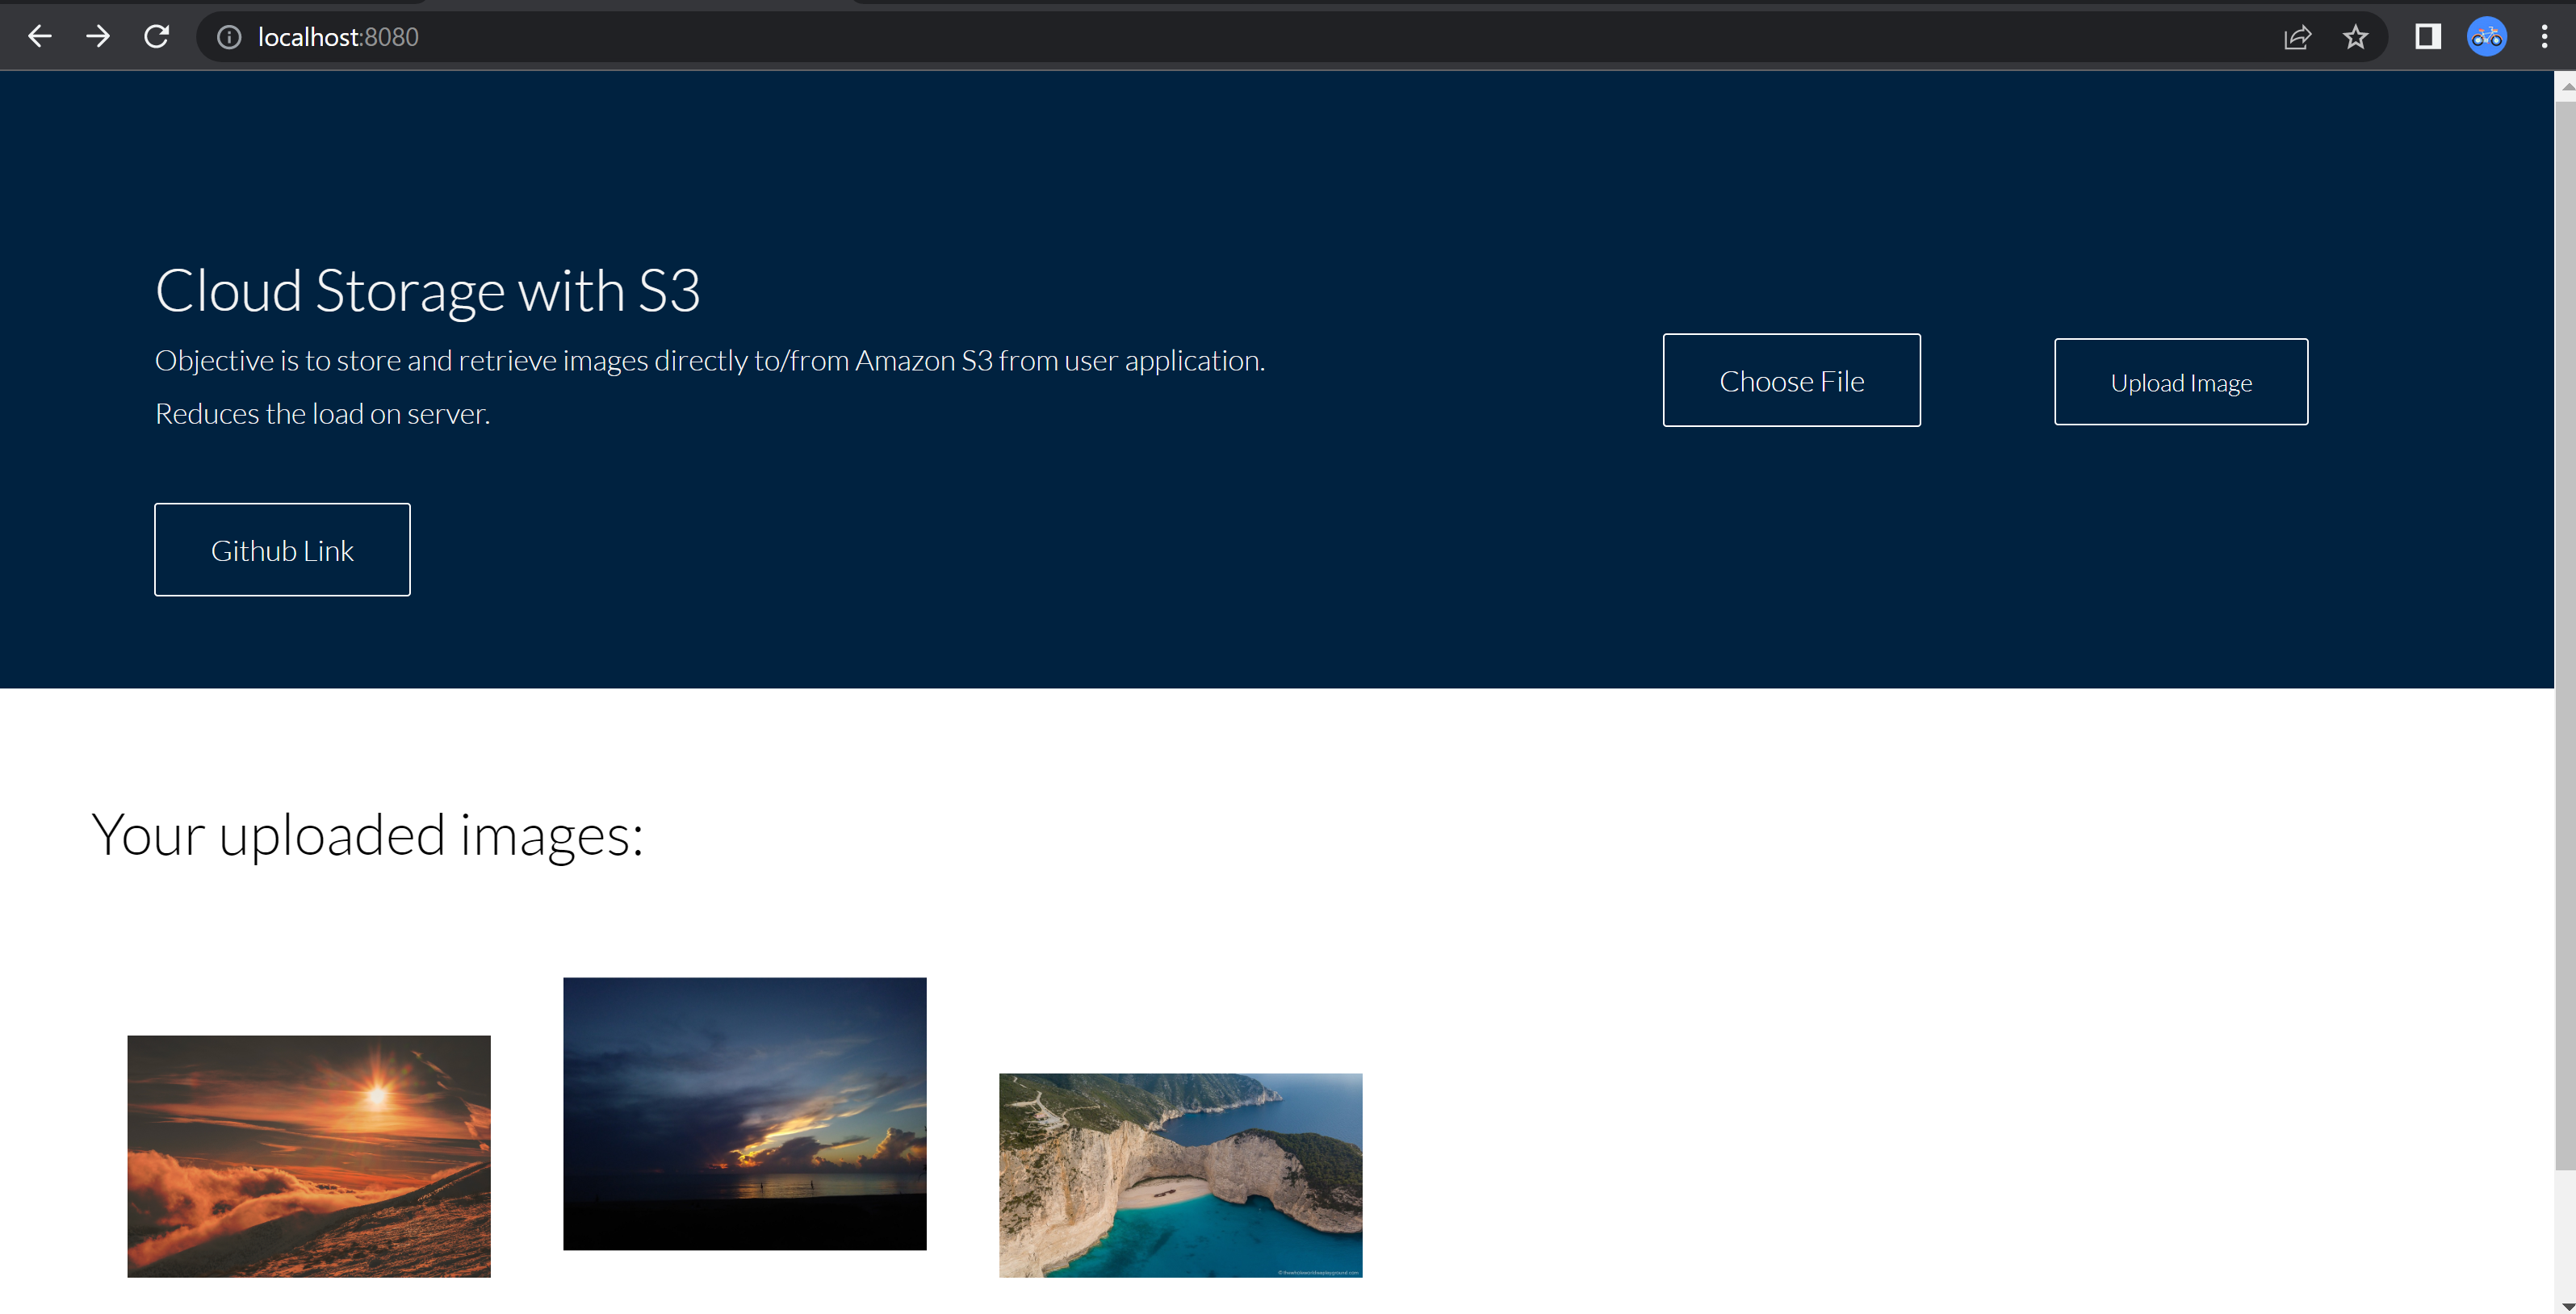 localhost:8080
Cloud Storage with S3
Objective is to store and retrieve images directly to/from Amazon S3 from user application.
Reduces the load on server.
Choose File
Upload Image
Github Link
Your uploaded images: